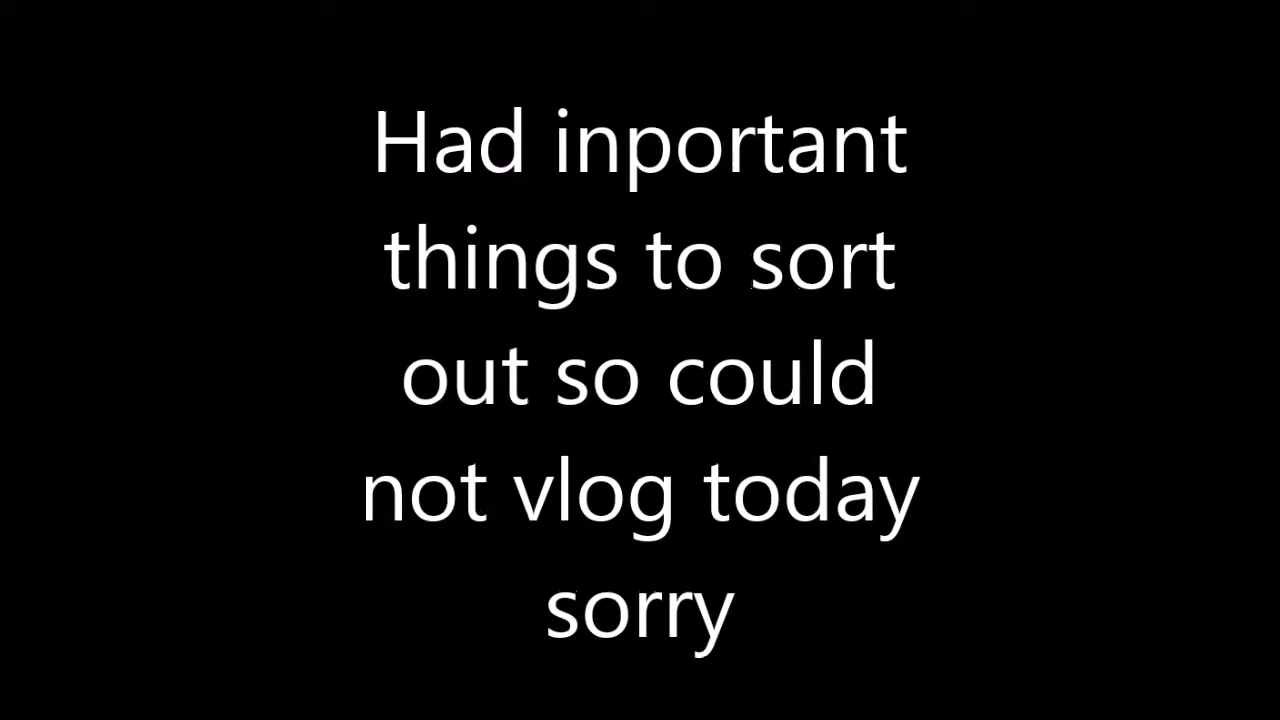 Had inportant
things to sort
out so could
not vlog today
sorry